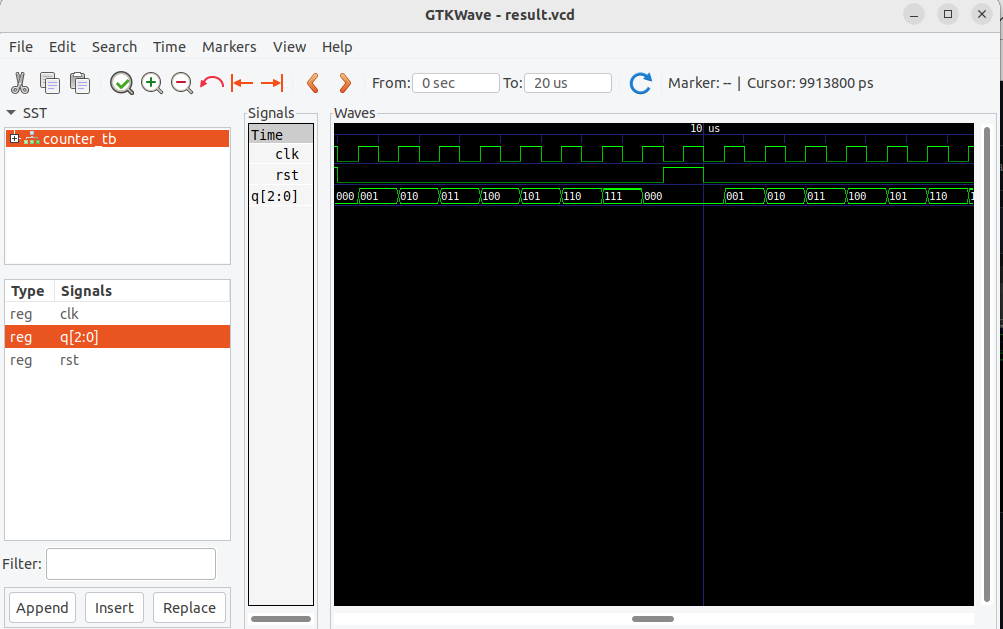 GTKWave - result.vcd
File Edit Search Time Markers View Help
From: 0 sec To: 20 us Marker: -- | Cursor: 9913800 ps
SST
counter_tb
Type Signals
reg clk
reg q[2:0]
reg rst
Filter:
Append Insert Replace
Signals
Time
clk
rst
q[2:0]
Waves
10 us
000 001 010 011 100 101 110 111 000 001 010 011 100 101 110